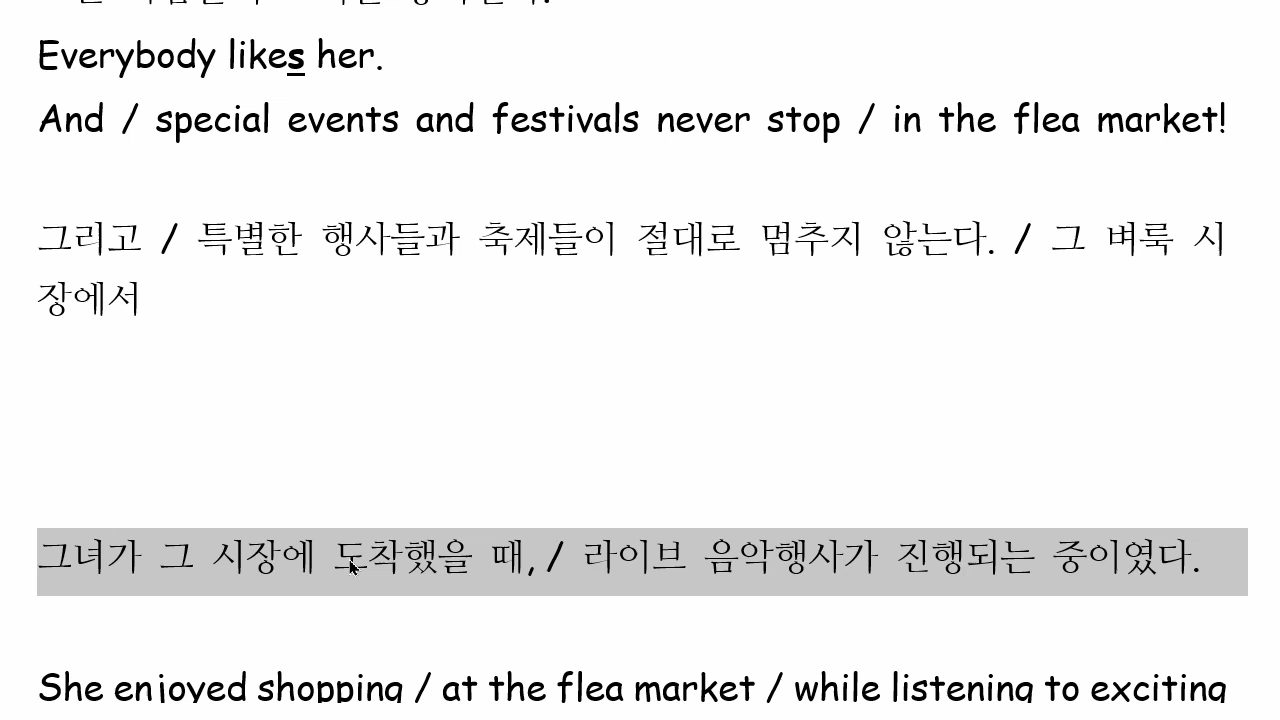 Everybody likes her.
And / special events and festivals never stop / in the flea market!
그리고 / 특별한 행사들과 축제들이 절대로 멈추지 않는다. / 그 벼룩 시
장에서
그녀가 그 시장에 도착했을 때, / 라이브 음악행사가 진행되는 중이였다.
She enjoyed shopping / at the flea market / while listening to exciting